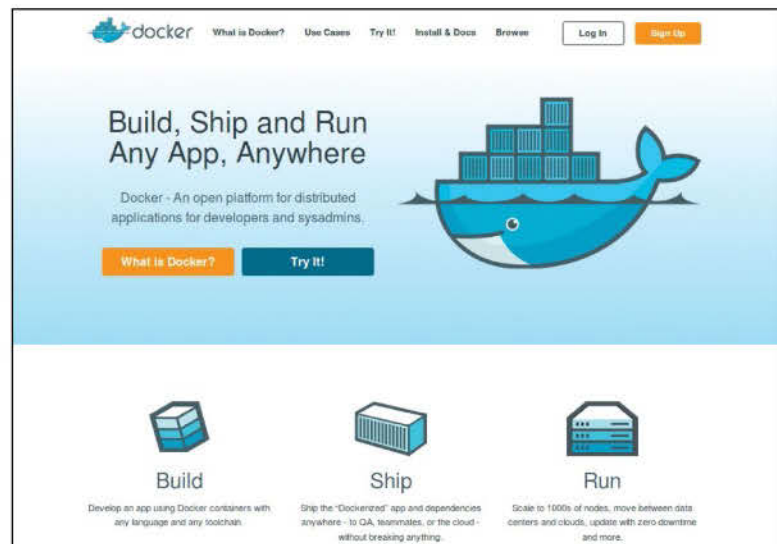 docker What is Docker? Use Cases Try It! Install & Docs Browse Log In Sign Up
Build, Ship and Run
Any App, Anywhere
Docker - An open platform for distributed
applications for developers and sysadmins.
What is Docker? Try It!
Build
Develop an app using Docker containers with
any language and any toolchain.
Ship
Ship the "Dockerized" app and dependencies
anywhere - to QA, teammates, or the cloud -
without breaking anything.
Run
Scale to 1000s of nodes, move between data
centers and clouds, update with zero downtime
and more.